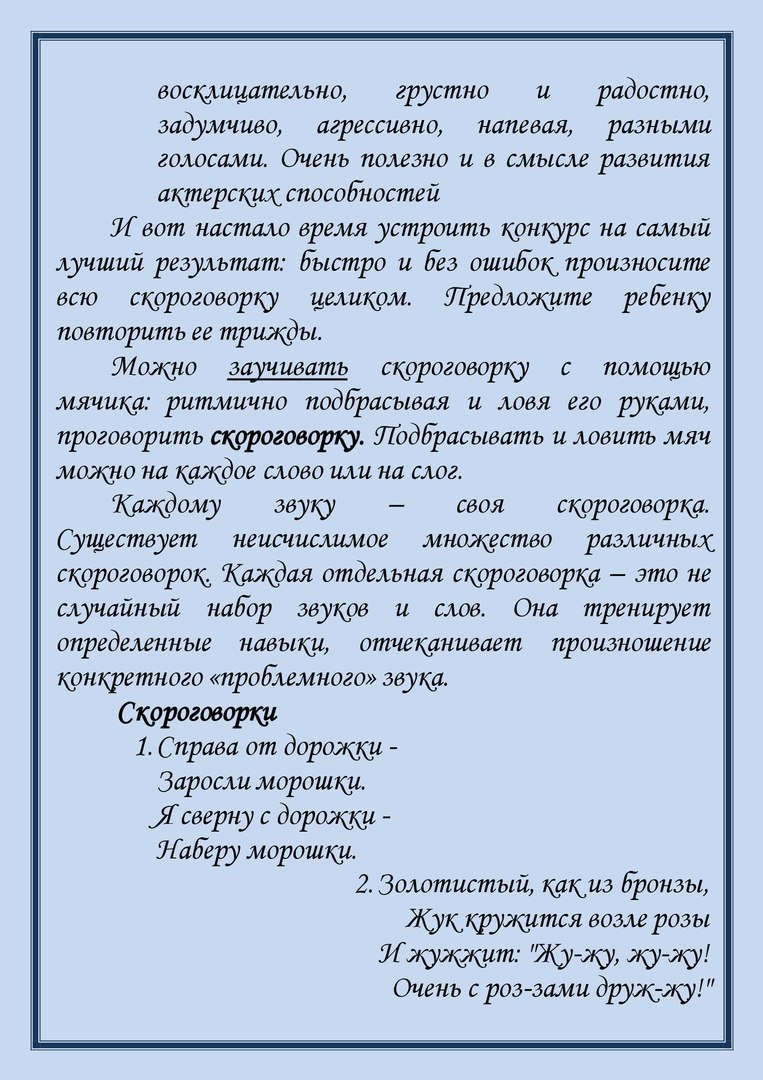 восклицательно, грустно и радостно,
задумчиво, агрессивно, напевая, разными
голосами. Очень полезно и в смысле развития
актерских способностей
И вот настало время устроить конкурс на самый
лучший результат: быстро и без ошибок произносите
всю скороговорку целиком. Предложите ребенку
повторить ее трижды.
Можно заучивать скороговорку с помощью
мячика: ритмично подбрасывая и ловя его руками,
проговорить скороговорку. Подбрасывать и ловить мяч
можно на каждое слово или на слог.
Каждому звуку – своя скороговорка.
Существует неисчислимое множество различных
скороговорок. Каждая отдельная скороговорка – это не
случайный набор звуков и слов. Она тренирует
определенные навыки, отчеканивает произношение
конкретного «проблемного» звука.
Скороговорки
1. Справа от дорожки -
Заросли морошки.
Я сверну с дорожки -
Наберу морошки.
2. Золотистый, как из бронзы,
Жук кружится возле розы
И жужжит: "Жу-жу, жу-жу!
Очень с роз-зами друж-жу!"